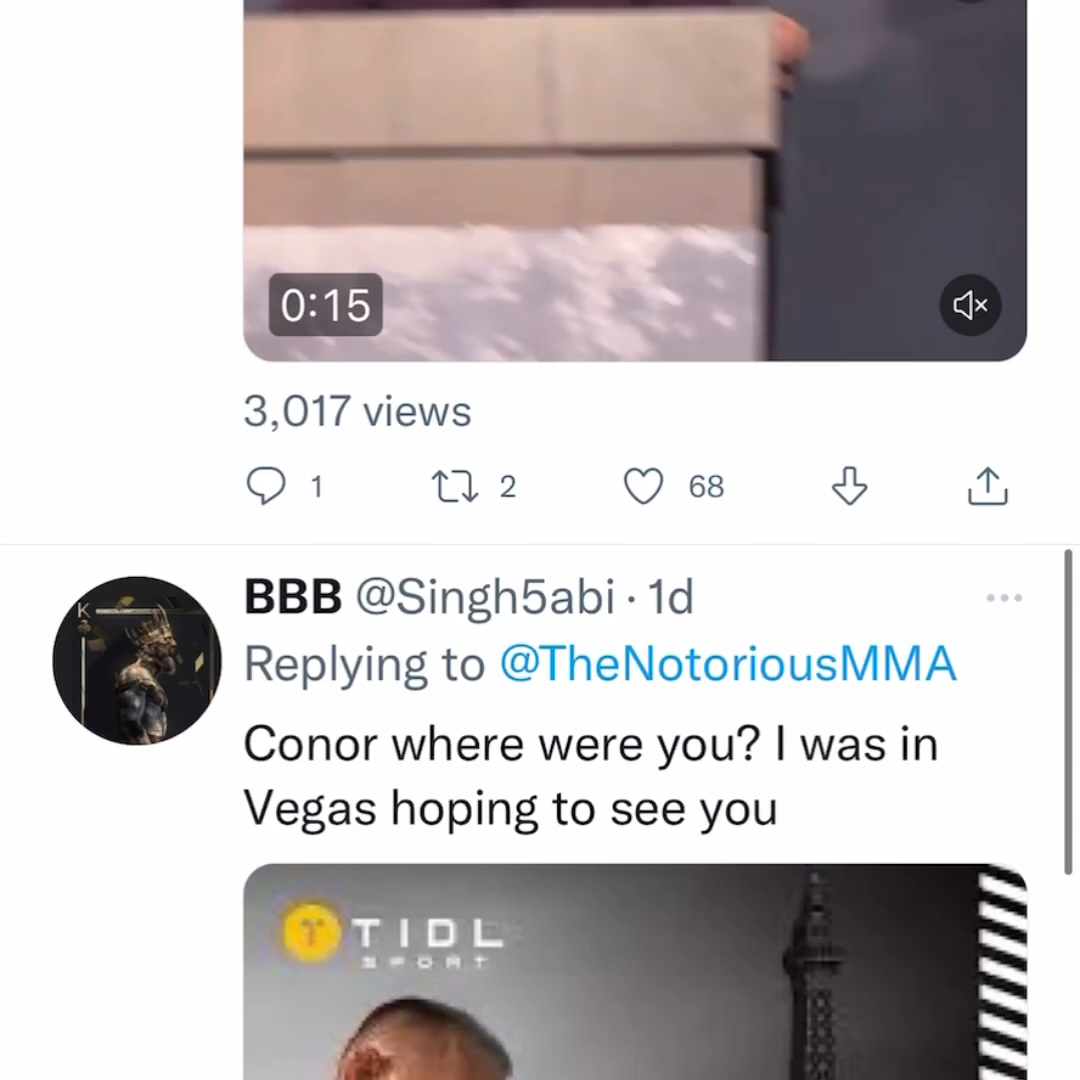 0:15
3,017 views
1 2 68
BBB @Singh5abi · 1d
Replying to @TheNotoriousMMA
Conor where were you? I was in
Vegas hoping to see you
T TIDL
SPORT
K